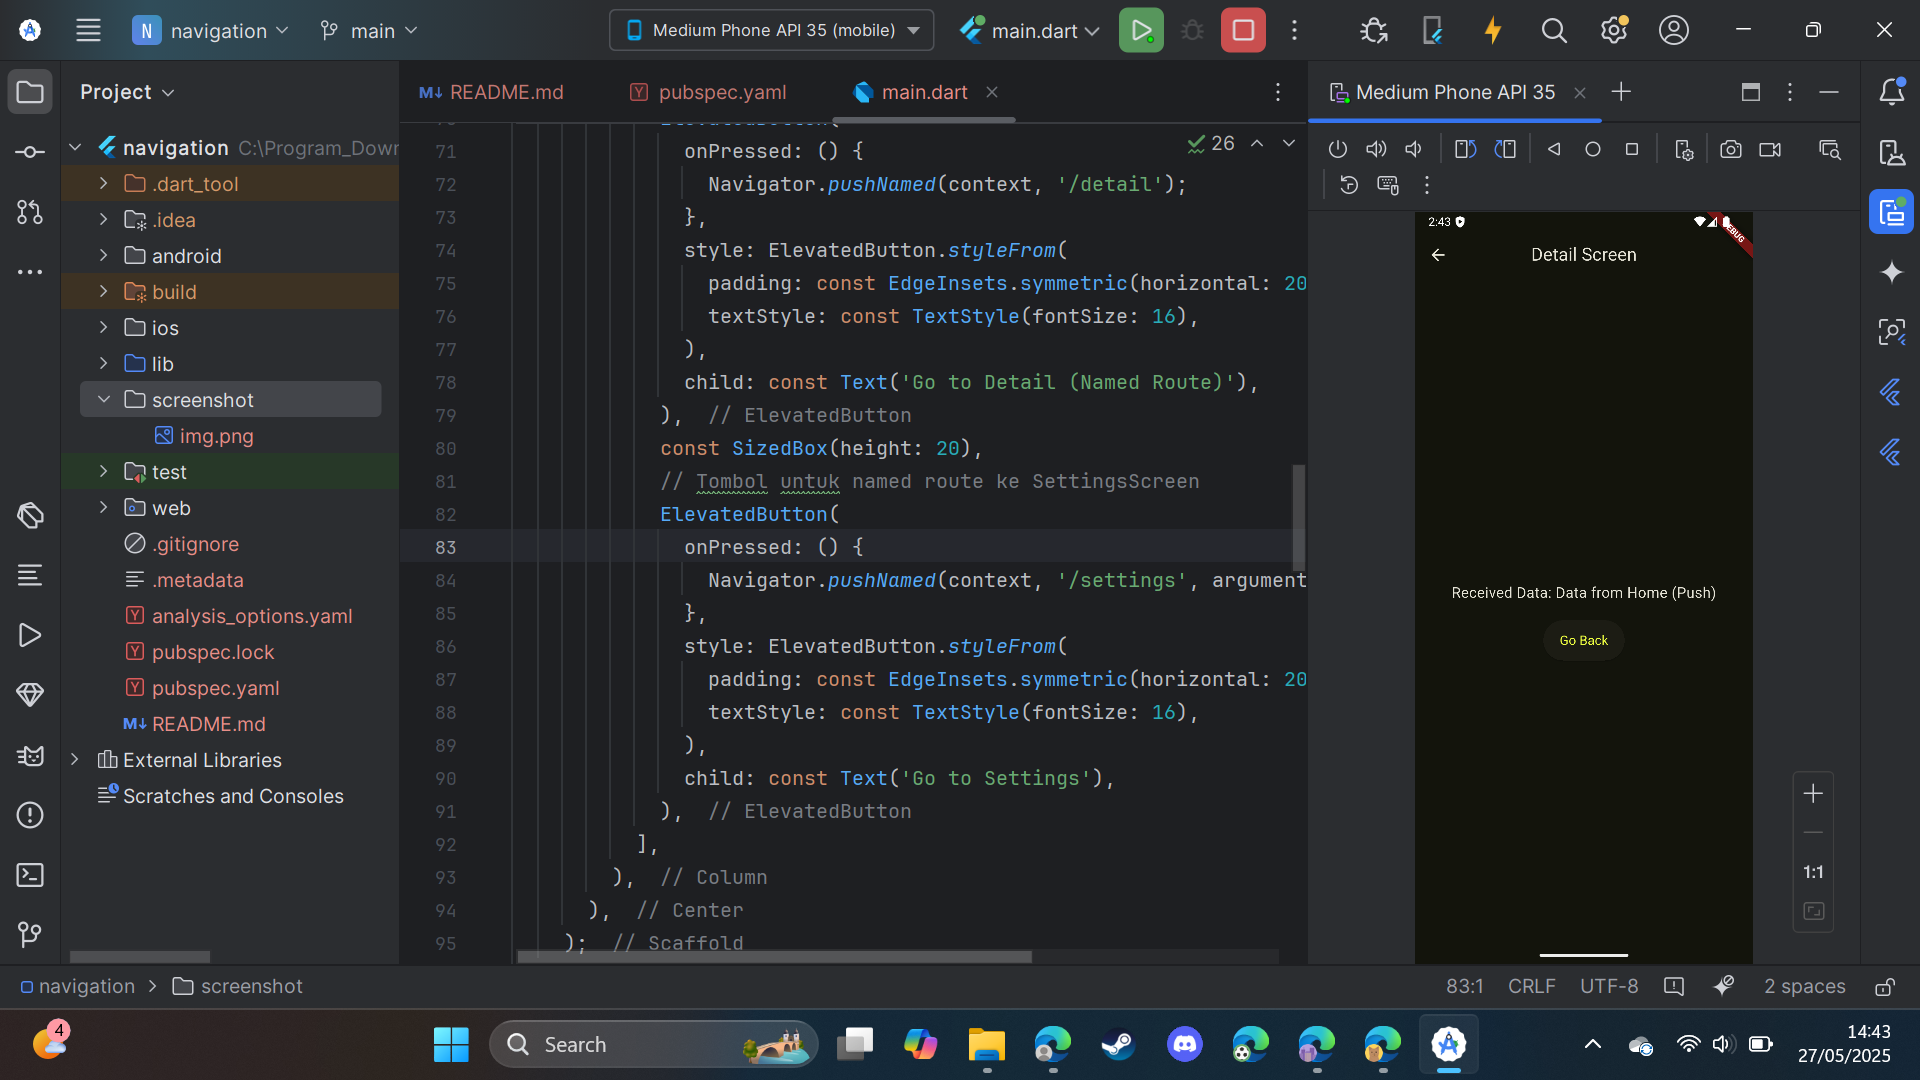 N navigation
main
Medium Phone API 35 (mobile)
main.dart
Project
M↓ README.md
Y pubspec.yaml
main.dart
Medium Phone API 35
navigation C:\Program_Dow
.dart_tool
.idea
android
build
ios
lib
screenshot
img.png
test
web
.gitignore
.metadata
Y analysis_options.yaml
Y pubspec.lock
Y pubspec.yaml
M↓ README.md
External Libraries
Scratches and Consoles
26
71 onPressed: () {
72 Navigator.pushNamed(context, '/detail');
73 },
74 style: ElevatedButton.styleFrom(
75 padding: const EdgeInsets.symmetric(horizontal: 20
76 textStyle: const TextStyle(fontSize: 16),
77 ),
78 child: const Text('Go to Detail (Named Route)'),
79 ), // ElevatedButton
80 const SizedBox(height: 20),
81 // Tombol untuk named route ke SettingsScreen
82 ElevatedButton(
83 onPressed: () {
84 Navigator.pushNamed(context, '/settings', argument
85 },
86 style: ElevatedButton.styleFrom(
87 padding: const EdgeInsets.symmetric(horizontal: 20
88 textStyle: const TextStyle(fontSize: 16),
89 ),
90 child: const Text('Go to Settings'),
91 ), // ElevatedButton
92 ],
93 ), // Column
94 ), // Center
95 ); // Scaffold
2:43
Detail Screen
Received Data: Data from Home (Push)
Go Back
1:1
navigation > screenshot
83:1 CRLF UTF-8 2 spaces
4
Search
14:43
27/05/2025